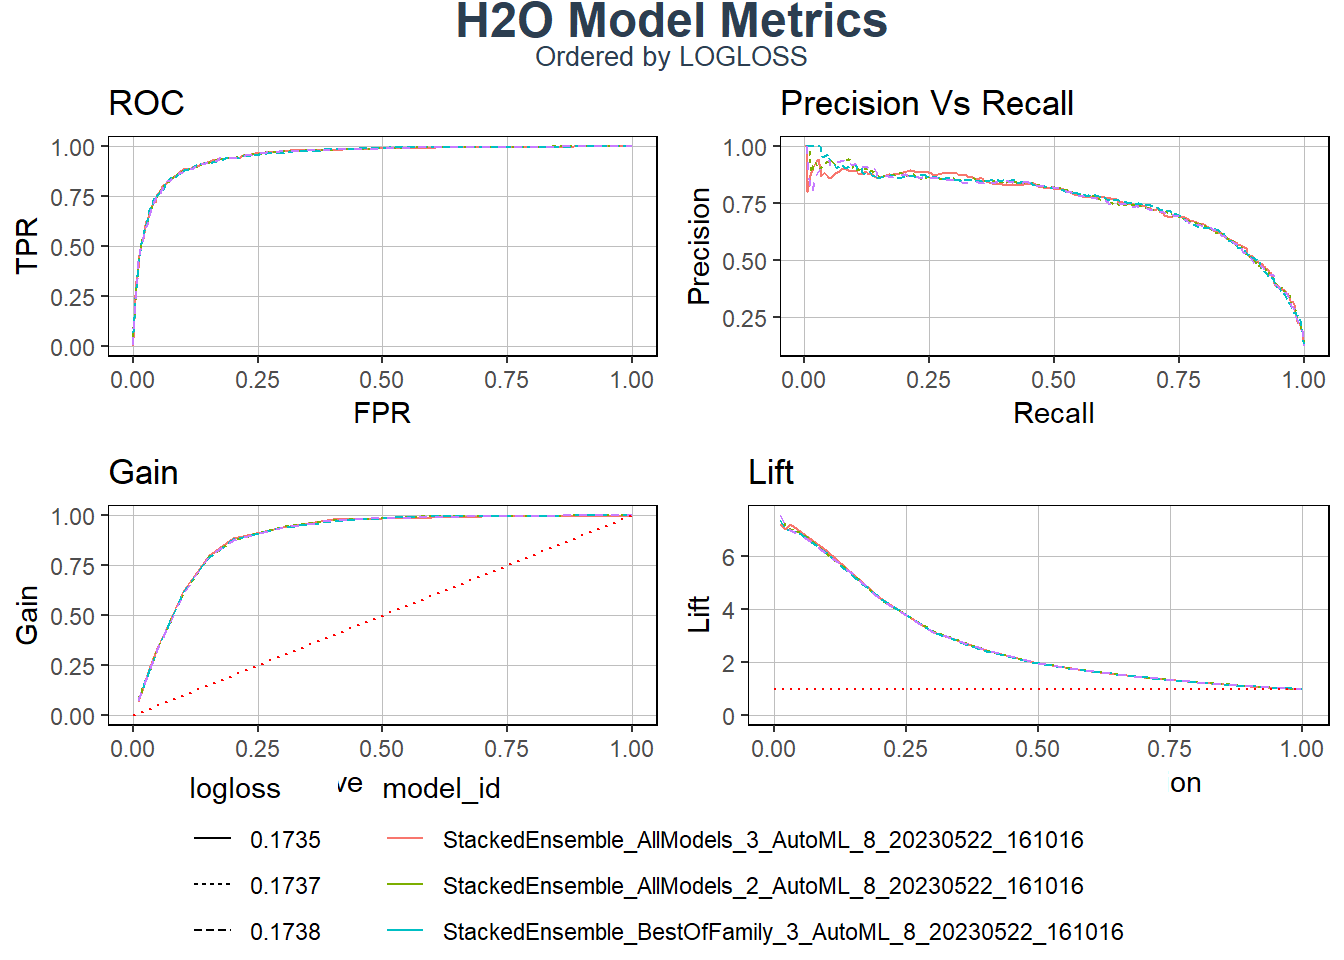 H2O Model Metrics
Ordered by LOGLOSS
ROC
1.00
0.75
0.50
0.25
0.00
TPR
0.00 0.25 0.50 0.75 1.00
FPR
Precision Vs Recall
1.00
0.75
0.50
0.25
Precision
0.00 0.25 0.50 0.75 1.00
Recall
Gain
1.00
0.75
0.50
0.25
0.00
Gain
0.00 0.25 0.50 0.75 1.00
Lift
6
4
2
0
Lift
0.00 0.25 0.50 0.75 1.00
ve
on
logloss
0.1735
0.1737
0.1738
model_id
StackedEnsemble_AllModels_3_AutoML_8_20230522_161016
StackedEnsemble_AllModels_2_AutoML_8_20230522_161016
StackedEnsemble_BestOfFamily_3_AutoML_8_20230522_161016